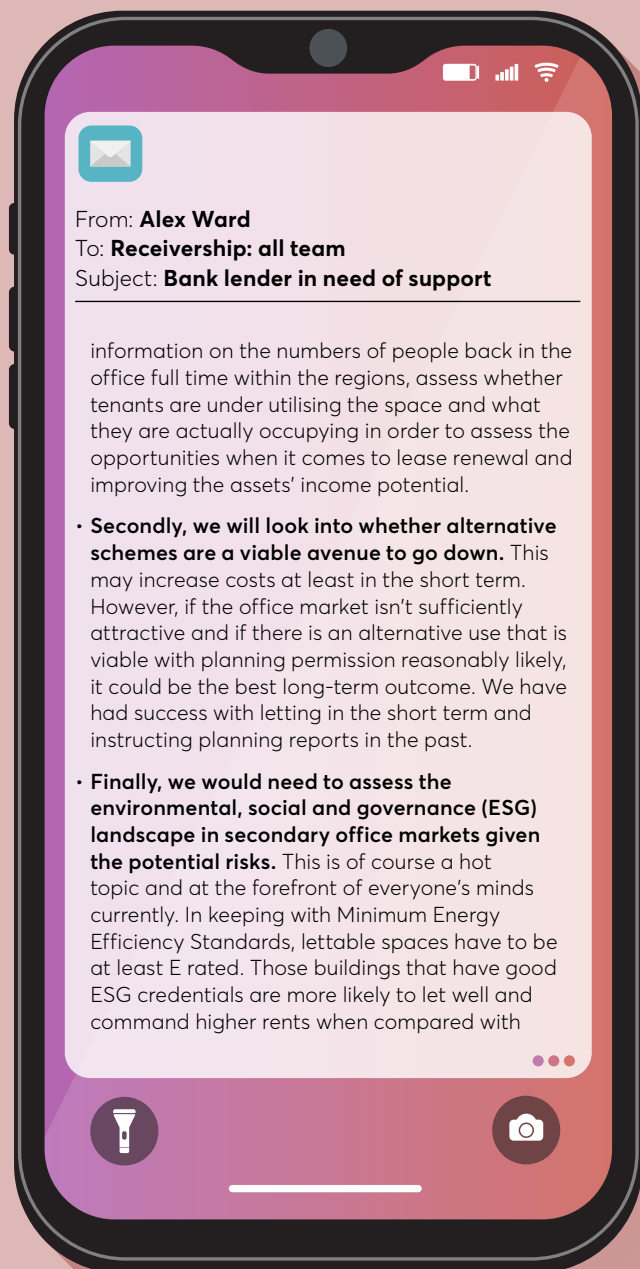 From: Alex Ward
To: Receivership: all team
Subject: Bank lender in need of support
information on the numbers of people back in the
office full time within the regions, assess whether
tenants are under utilising the space and what
they are actually occupying in order to assess the
opportunities when it comes to lease renewal and
improving the assets’ income potential.
• Secondly, we will look into whether alternative
schemes are a viable avenue to go down. This
may increase costs at least in the short term.
However, if the office market isn’t sufficiently
attractive and if there is an alternative use that is
viable with planning permission reasonably likely,
it could be the best long-term outcome. We have
had success with letting in the short term and
instructing planning reports in the past.
• Finally, we would need to assess the
environmental, social and governance (ESG)
landscape in secondary office markets given
the potential risks. This is of course a hot
topic and at the forefront of everyone’s minds
currently. In keeping with Minimum Energy
Efficiency Standards, lettable spaces have to be
at least E rated. Those buildings that have good
ESG credentials are more likely to let well and
command higher rents when compared with